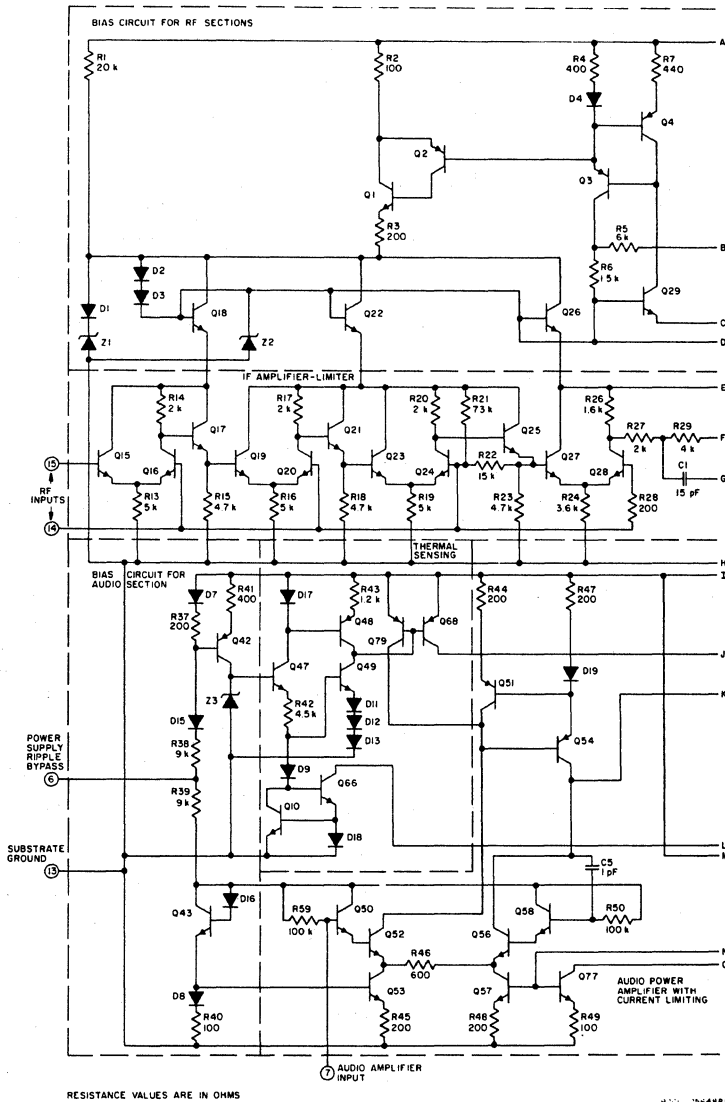 BIAS CIRCUIT FOR RF SECTIONS
A
R1
20 k
R2
100
R4
400
R7
440
D4
Q4
Q2
Q3
Q1
R3
200
R5
6 k
B
R6
15 k
D2
D3
Q18
Q22
Q26
Q29
C
D1
Z1
Z2
D
IF AMPLIFIER-LIMITER
E
R14
2 k
R17
2 k
R20
2 k
R21
73 k
R26
1.6 k
R27
2 k
R29
4 k
F
Q17
Q21
Q25
Q15
Q16
Q19
Q20
Q23
Q24
R22
15 k
Q27
Q28
C1
15 pF
G
15
RF
INPUTS
14
R13
5 k
R15
4.7 k
R16
5 k
R18
4.7 k
R19
5 k
R23
4.7 k
R24
3.6 k
R28
200
H
THERMAL
SENSING
BIAS CIRCUIT FOR
AUDIO SECTION
I
D7
R37
200
R41
400
D17
R43
1.2 k
R44
200
R47
200
Q42
Q48
Q79
Q68
J
Q47
Q49
Z3
R42
4.5 k
D11
D12
D13
Q51
D19
K
Q54
D15
R38
9 k
POWER
SUPPLY
RIPPLE
BYPASS
6
R39
9 k
D9
Q66
Q10
D18
L
M
SUBSTRATE
GROUND
13
C5
1 pF
Q43
D16
R59
100 k
Q50
Q52
Q56
Q58
R50
100 k
R46
600
N
O
Q53
Q57
Q77
AUDIO POWER
AMPLIFIER WITH
CURRENT LIMITING
D8
R40
100
R45
200
R48
200
R49
100
7
AUDIO AMPLIFIER
INPUT
RESISTANCE VALUES ARE IN OHMS